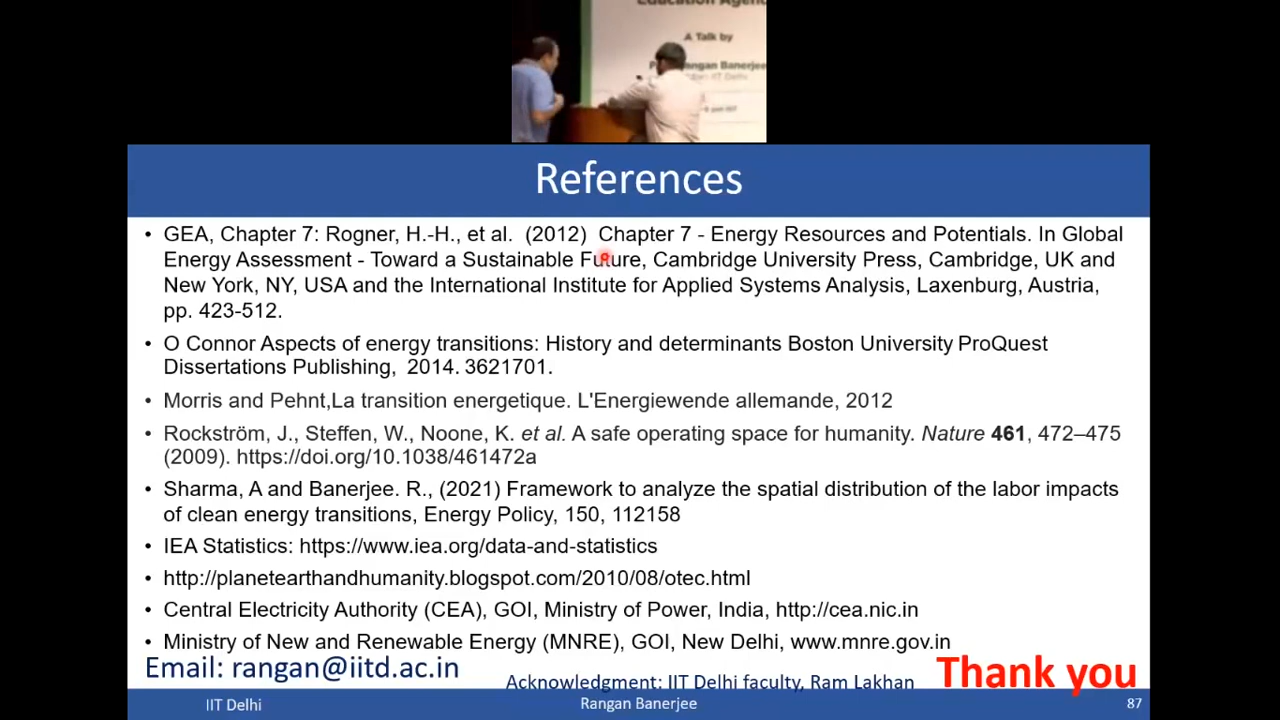 Education Agen
A Talk by
angan Banerjee
IIT Delhi
References
• GEA, Chapter 7: Rogner, H.-H., et al. (2012) Chapter 7 - Energy Resources and Potentials. In Global
Energy Assessment - Toward a Sustainable Future, Cambridge University Press, Cambridge, UK and
New York, NY, USA and the International Institute for Applied Systems Analysis, Laxenburg, Austria,
pp. 423-512.
• O Connor Aspects of energy transitions: History and determinants Boston University ProQuest
Dissertations Publishing, 2014. 3621701.
• Morris and Pehnt,La transition energetique. L'Energiewende allemande, 2012
• Rockström, J., Steffen, W., Noone, K. et al. A safe operating space for humanity. Nature 461, 472–475
(2009). https://doi.org/10.1038/461472a
• Sharma, A and Banerjee. R., (2021) Framework to analyze the spatial distribution of the labor impacts
of clean energy transitions, Energy Policy, 150, 112158
• IEA Statistics: https://www.iea.org/data-and-statistics
• http://planetearthandhumanity.blogspot.com/2010/08/otec.html
• Central Electricity Authority (CEA), GOI, Ministry of Power, India, http://cea.nic.in
• Ministry of New and Renewable Energy (MNRE), GOI, New Delhi, www.mnre.gov.in
Email: rangan@iitd.ac.in
Acknowledgment: IIT Delhi faculty, Ram Lakhan
Thank you
IIT Delhi
Rangan Banerjee
87